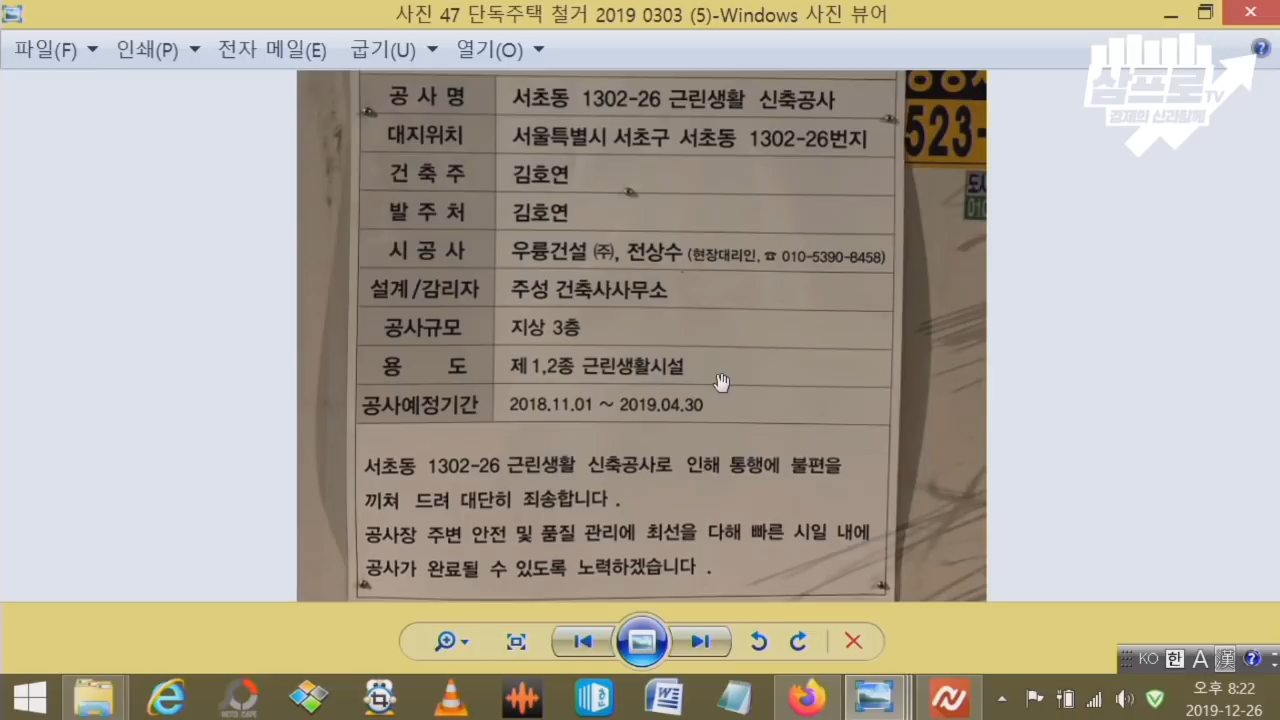 사진 47 단독주택 철거 2019 0303 (5)-Windows 사진 뷰어
파일(F) 인쇄(P) 전자 메일(E) 굽기(U) 열기(O)
삼프로TV
경제의 신과함께
공 사 명 서초동 1302-26 근린생활 신축공사
대지위치 서울특별시 서초구 서초동 1302-26번지
건 축 주 김호연
발 주 처 김호연
시 공 사 우륭건설 ㈜, 전상수 (현장대리인, ☎ 010-5390-8458)
설계/감리자 주성 건축사사무소
공사규모 지상 3층
용 도 제1,2종 근린생활시설
공사예정기간 2018.11.01 ~ 2019.04.30
서초동 1302-26 근린생활 신축공사로 인해 통행에 불편을
끼쳐 드려 대단히 죄송합니다 .
공사장 주변 안전 및 품질 관리에 최선을 다해 빠른 시일 내에
공사가 완료될 수 있도록 노력하겠습니다 .
523-
010
KO 한 A 漢
오후 8:22
2019-12-26